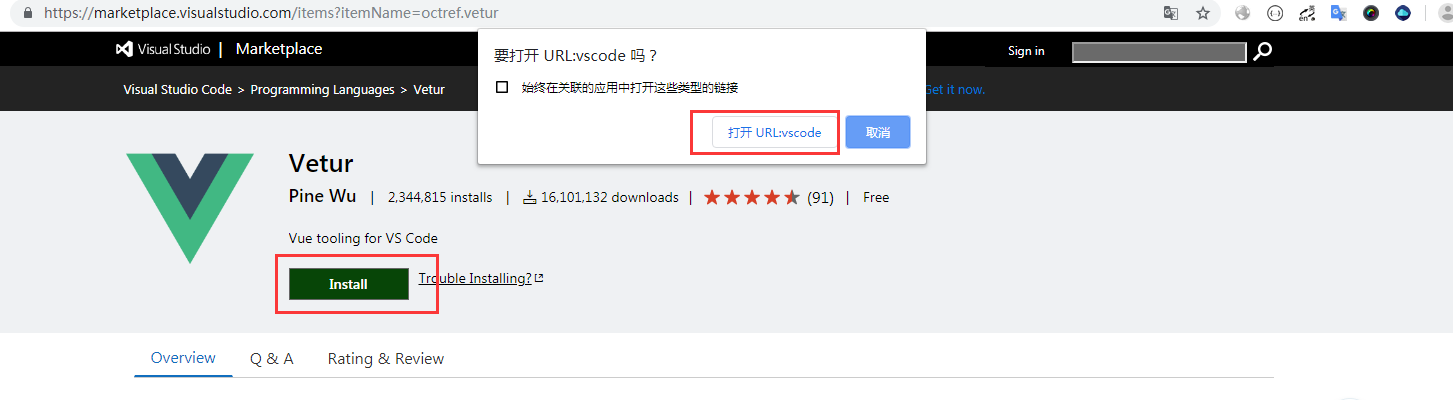 https://marketplace.visualstudio.com/items?itemName=octref.vetur
Visual Studio | Marketplace
Sign in
Visual Studio Code > Programming Languages > Vetur
Get it now.
要打开 URL:vscode 吗？
始终在关联的应用中打开这些类型的链接
打开 URL:vscode
取消
Vetur
Pine Wu | 2,344,815 installs | 16,101,132 downloads | (91) | Free
Vue tooling for VS Code
Install
Trouble Installing?
Overview
Q & A
Rating & Review